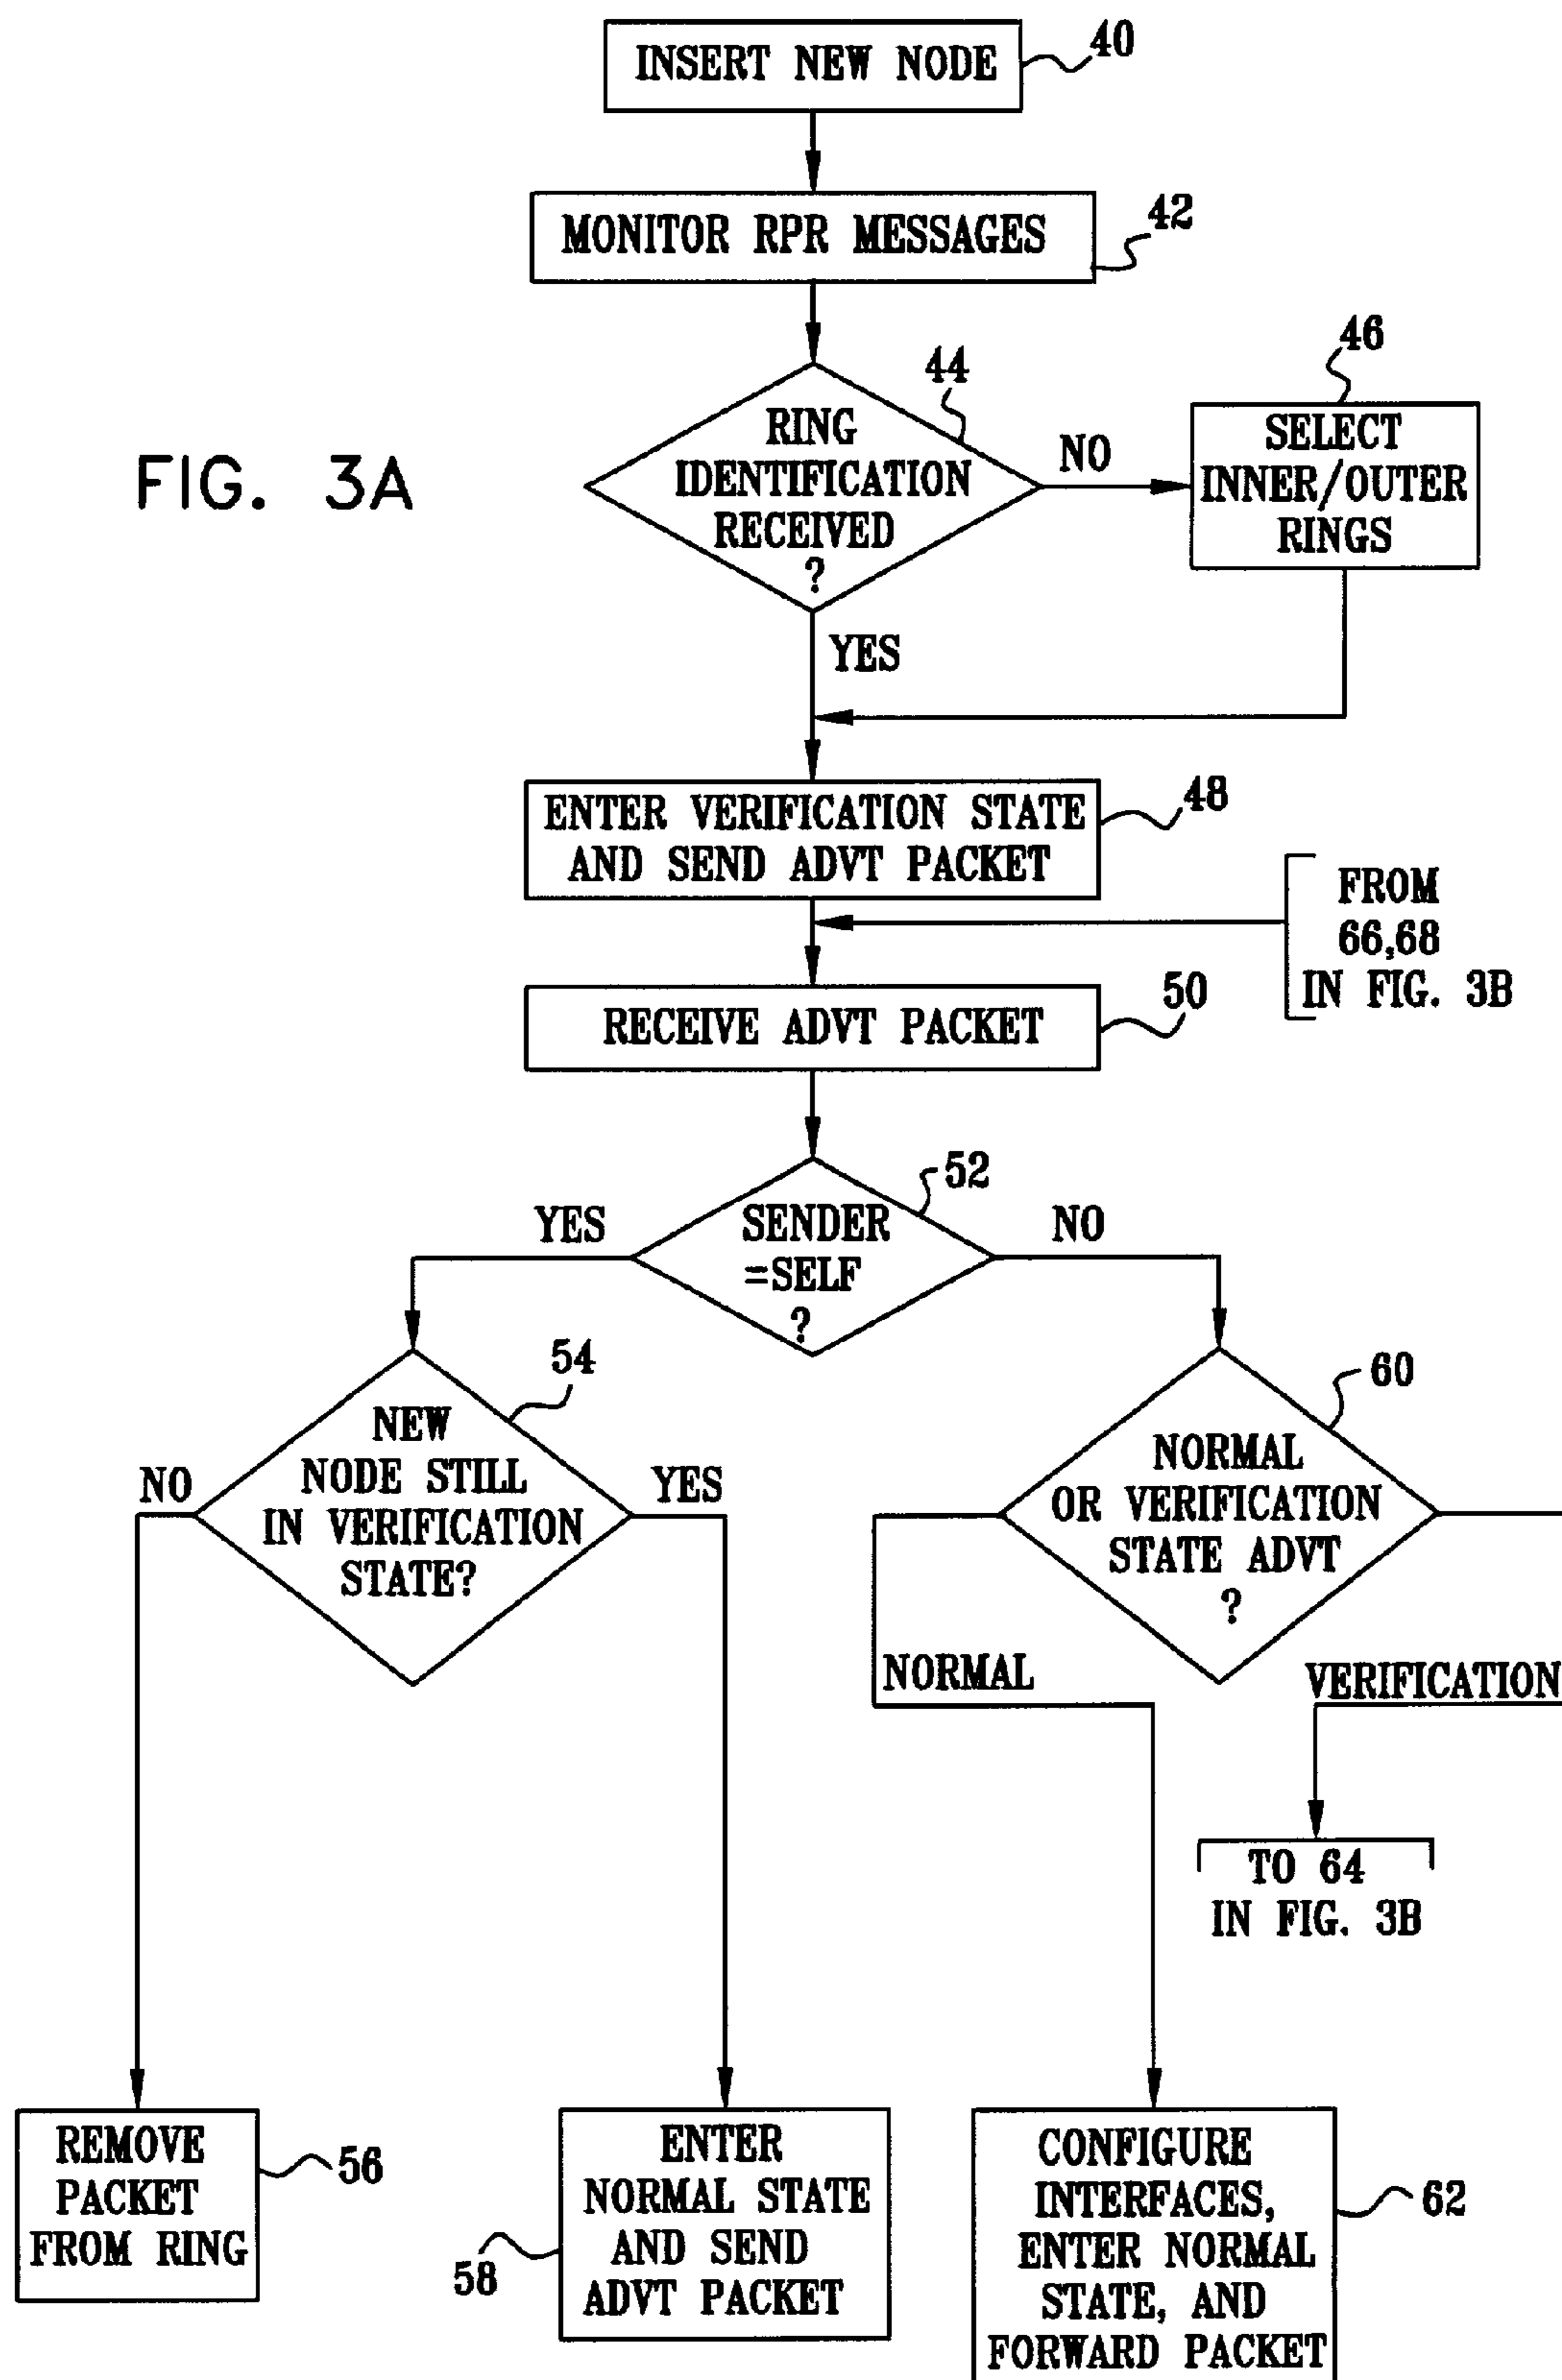 INSERT NEW NODE
40
MONITOR RPR MESSAGES
42
FIG. 3A
44
RING
IDENTIFICATION
RECEIVED
?
NO
46
SELECT
INNER/OUTER
RINGS
YES
ENTER VERIFICATION STATE
AND SEND ADVT PACKET
48
FROM
66,68
IN FIG. 3B
RECEIVE ADVT PACKET
50
52
SENDER
=SELF
?
YES
NO
54
NEW
NODE STILL
IN VERIFICATION
STATE?
NO
YES
60
NORMAL
OR VERIFICATION
STATE ADVT
?
NORMAL
VERIFICATION
TO 64
IN FIG. 3B
REMOVE
PACKET
FROM RING
56
ENTER
NORMAL STATE
AND SEND
ADVT PACKET
58
CONFIGURE
INTERFACES,
ENTER NORMAL
STATE, AND
FORWARD PACKET
62